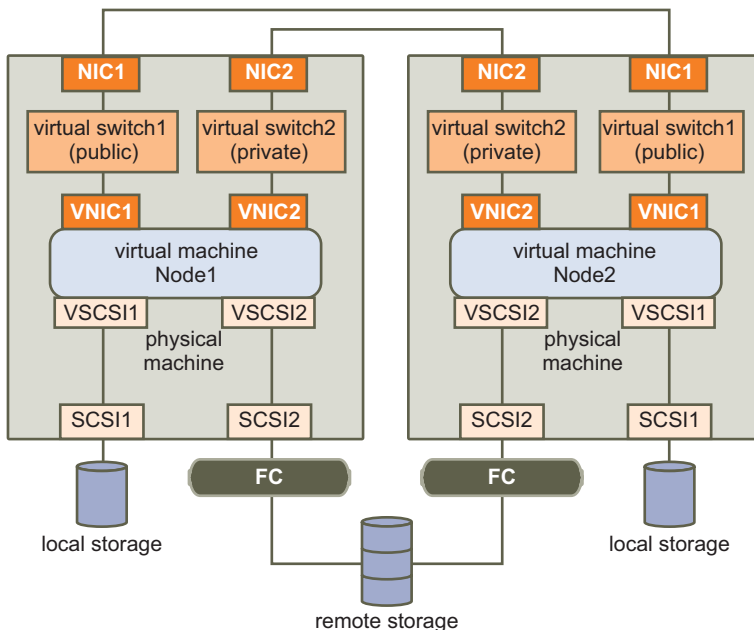 NIC1
NIC2
NIC2
NIC1
virtual switch1
(public)
virtual switch2
(private)
virtual switch2
(private)
virtual switch1
(public)
VNIC1
VNIC2
VNIC2
VNIC1
virtual machine
Node1
virtual machine
Node2
VSCSI1
VSCSI2
VSCSI2
VSCSI1
physical
machine
physical
machine
SCSI1
SCSI2
SCSI2
SCSI1
FC
FC
local storage
local storage
remote storage